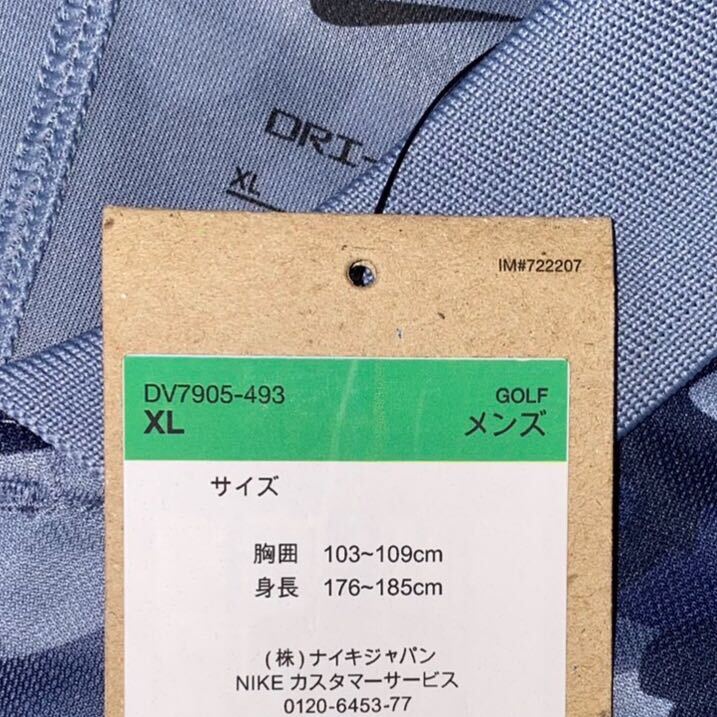 DRI-
XL
IM#722207
DV7905-493
GOLF
XL
メンズ
サイズ
胸囲 103~109cm
身長 176~185cm
(株)ナイキジャパン
NIKE カスタマーサービス
0120-6453-77